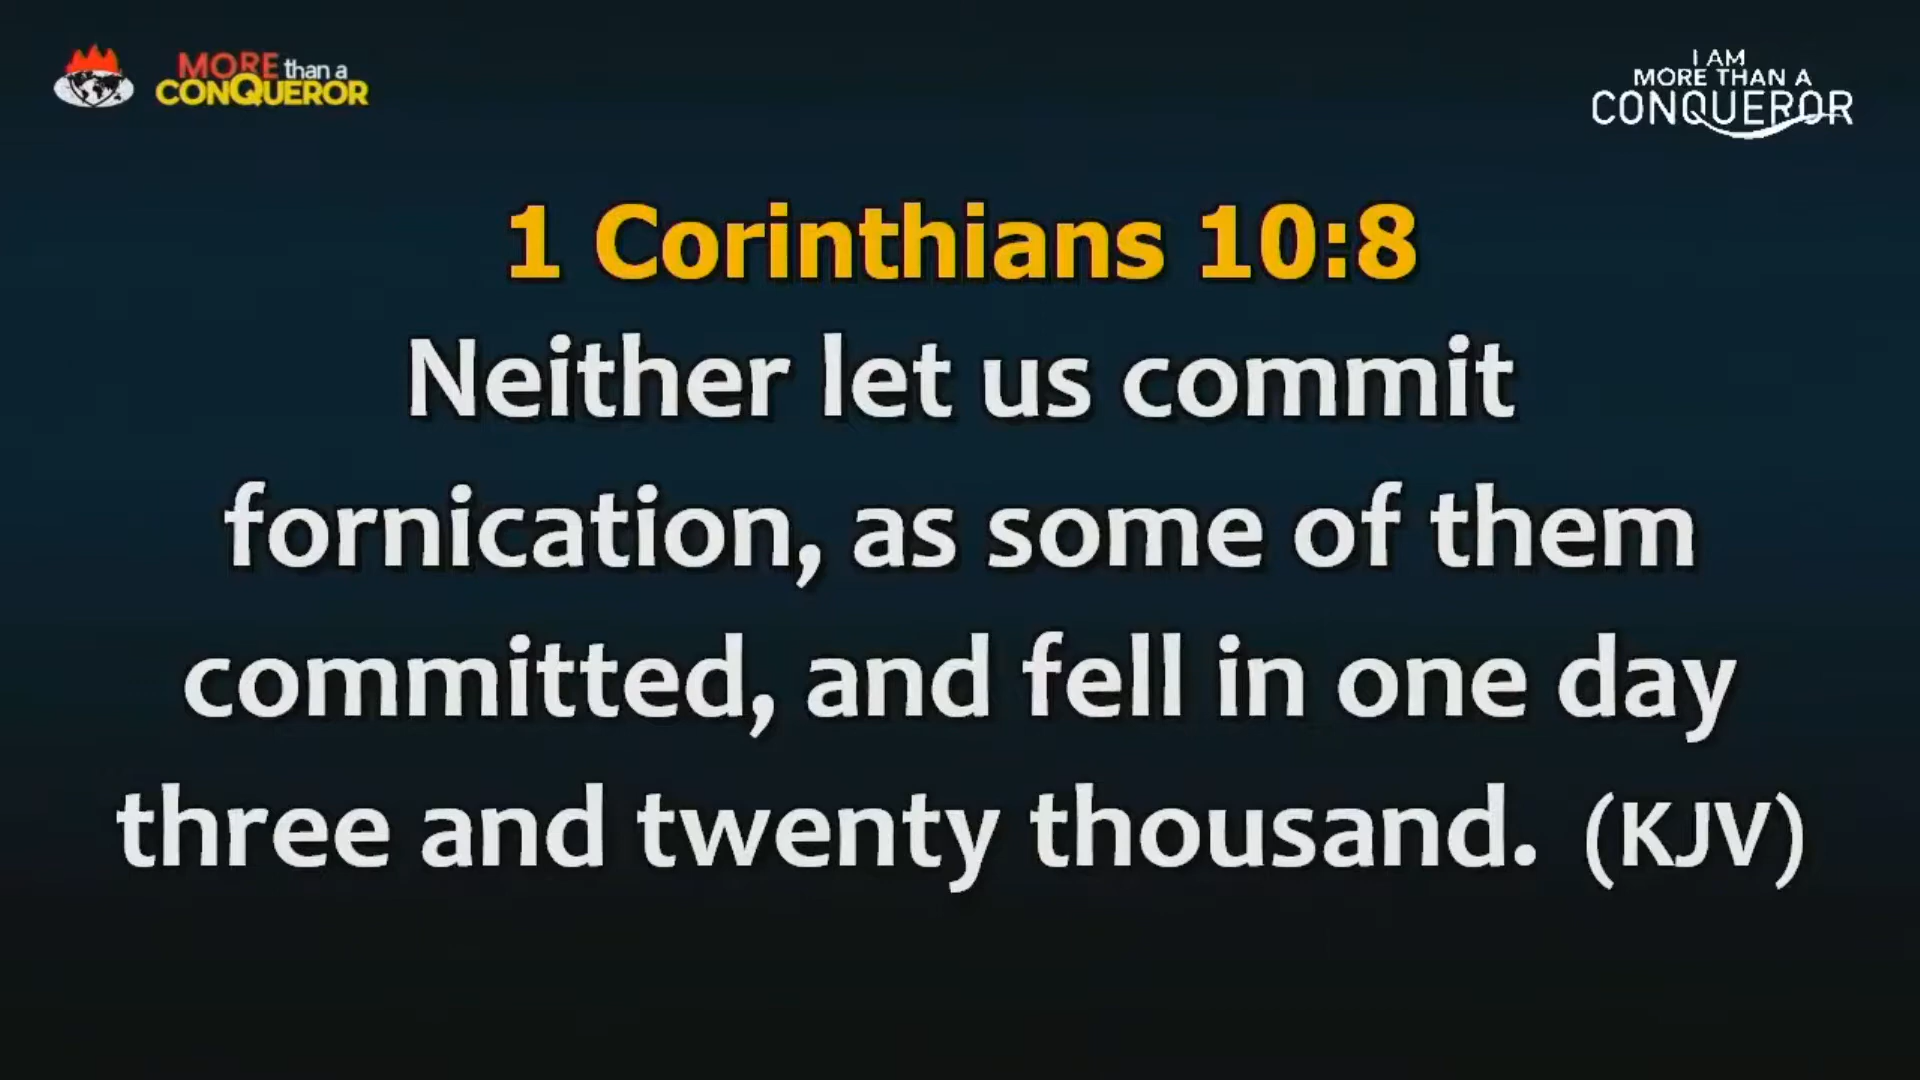 MORE than a
CONQUEROR
I AM
MORE THAN A
CONQUEROR
1 Corinthians 10:8
Neither let us commit
fornication, as some of them
committed, and fell in one day
three and twenty thousand. (KJV)